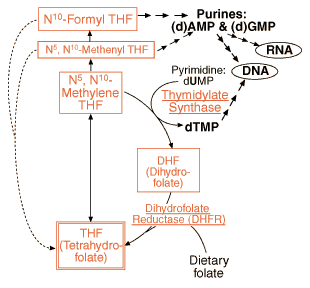 N10-Formyl THF
Purines:
(d)AMP & (d)GMP
RNA
N5, N10-Methenyl THF
DNA
N5, N10-
Methylene
THF
Pyrimidine:
dUMP
Thymidylate
Synthase
dTMP
DHF
(Dihydro-
folate)
Dihydrofolate
Reductase (DHFR)
THF
(Tetrahydro-
folate)
Dietary
folate